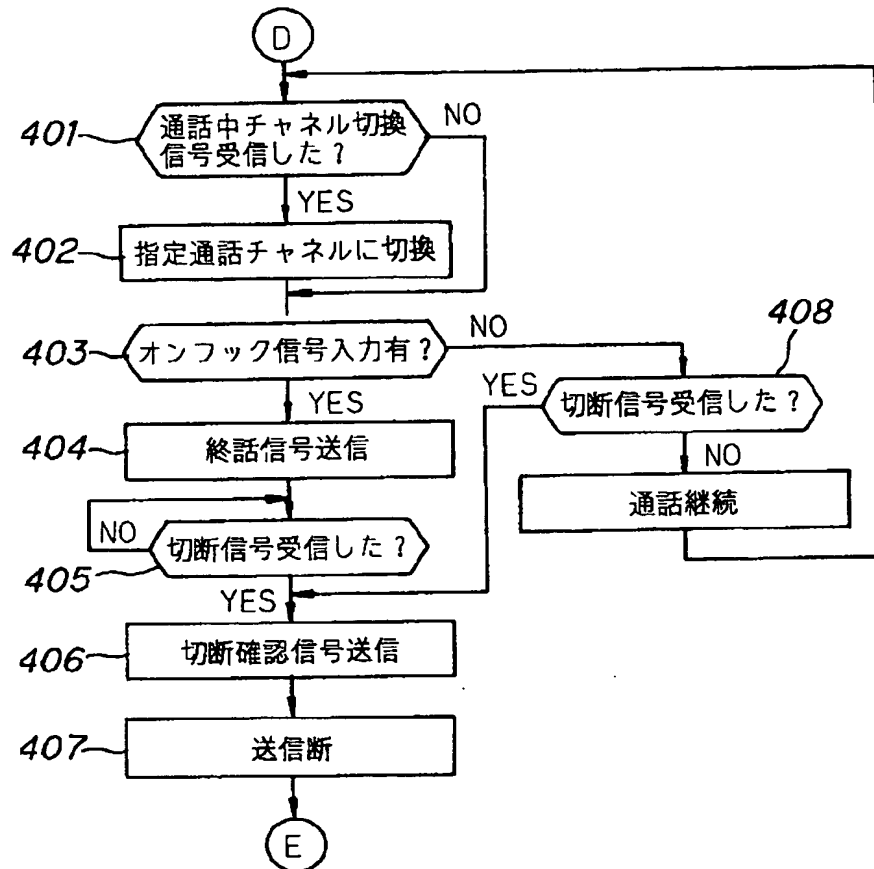 D
401
通話中チャネル切換
信号受信した?
NO
YES
402
指定通話チャネルに切換
403
オンフック信号入力有?
NO
408
YES
YES
切断信号受信した?
404
終話信号送信
NO
通話継続
NO
切断信号受信した?
405
YES
406
切断確認信号送信
407
送信断
E